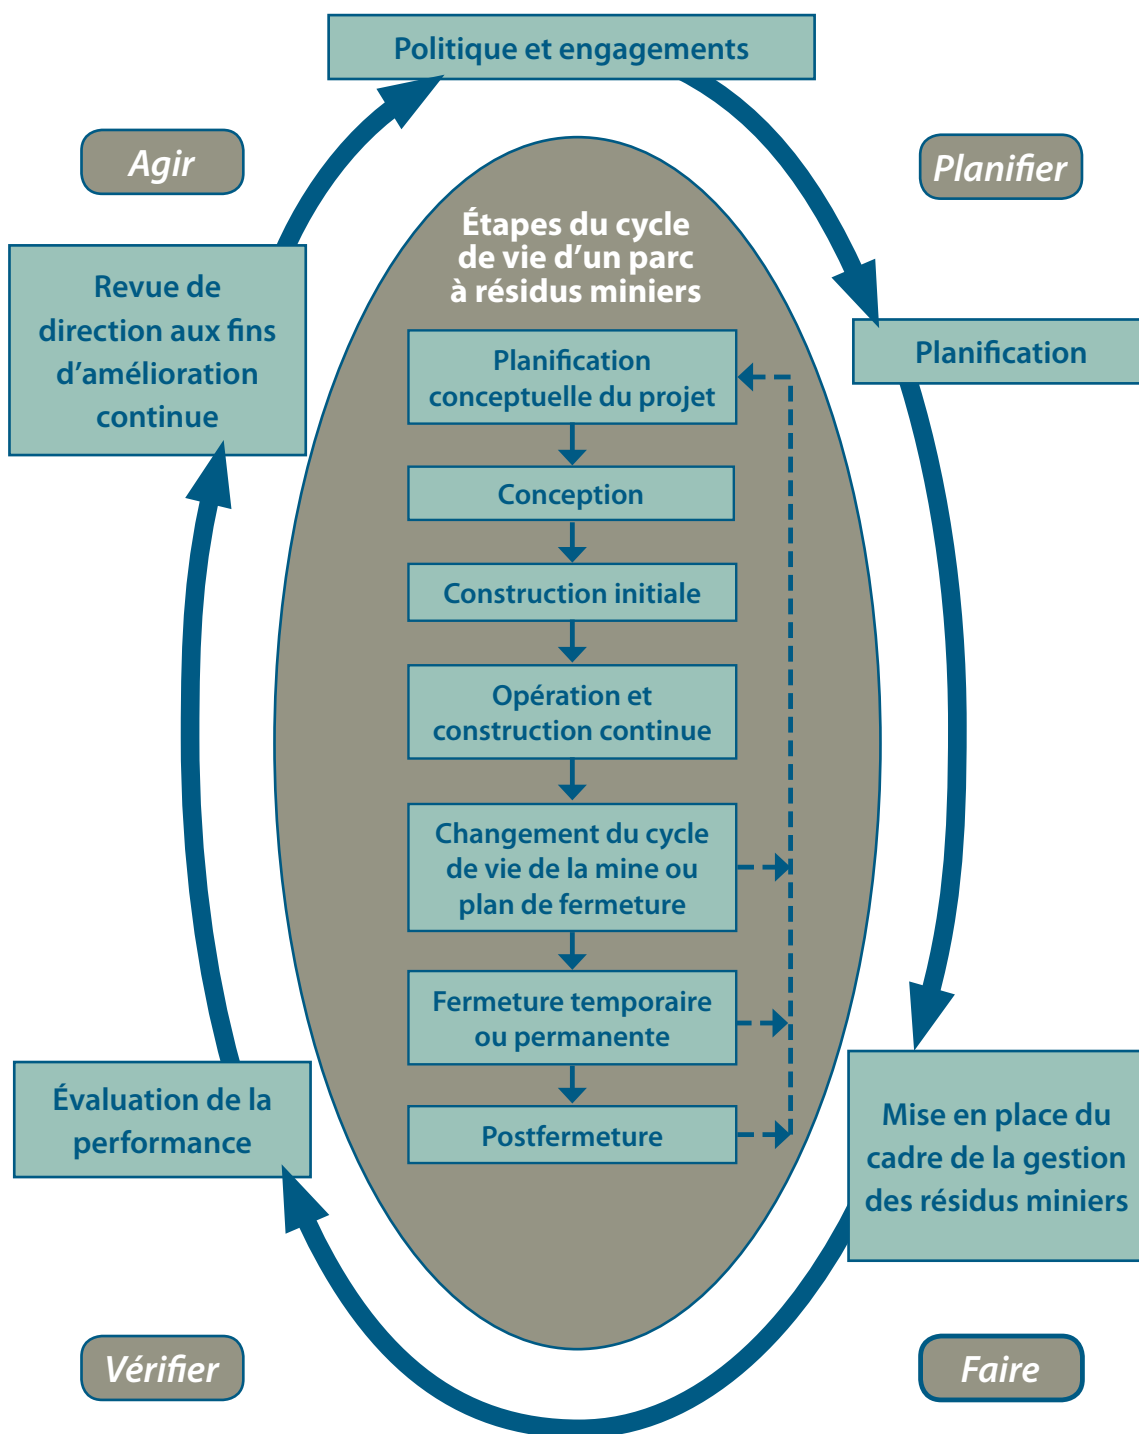 Politique et engagements
Agir
Planifier
Étapes du cycle
de vie d’un parc
à résidus miniers
Revue de
direction aux fins
d’amélioration
continue
Planification
Planification
conceptuelle du projet
Conception
Construction initiale
Opération et
construction continue
Changement du cycle
de vie de la mine ou
plan de fermeture
Fermeture temporaire
ou permanente
Postfermeture
Évaluation de la
performance
Mise en place du
cadre de la gestion
des résidus miniers
Vérifier
Faire